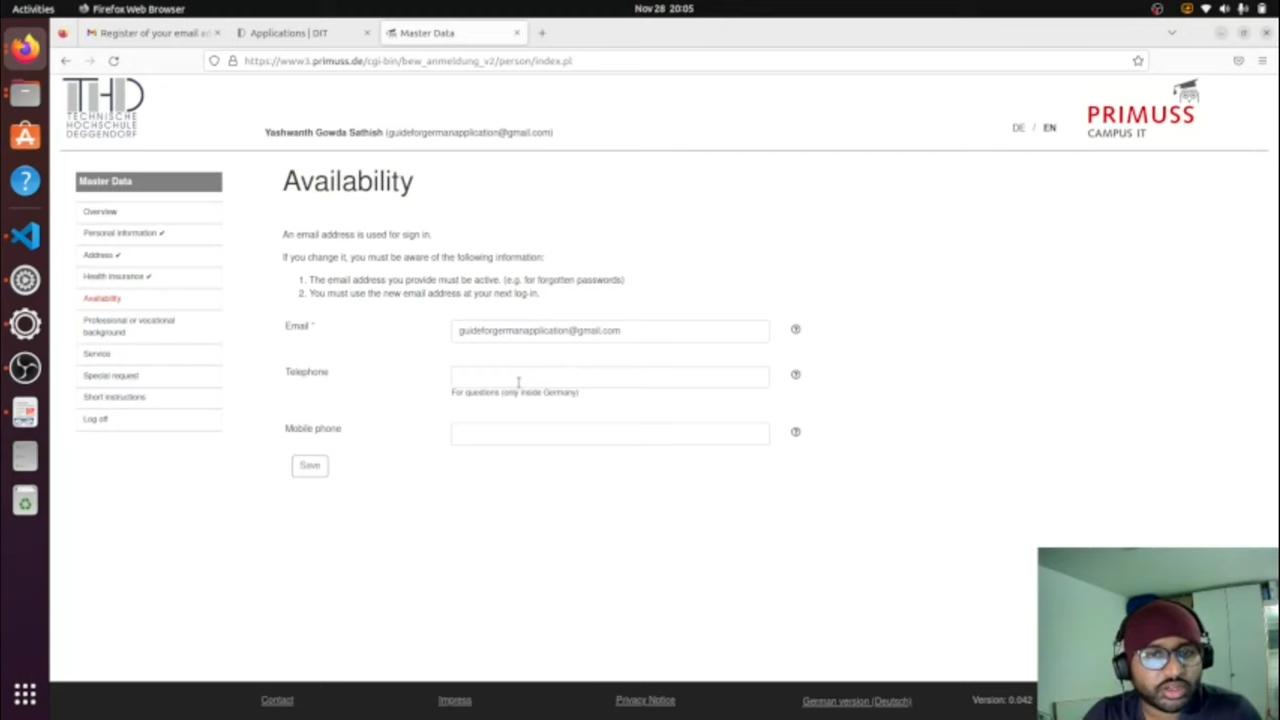 Activities
Firefox Web Browser
Nov 28 20:05
Register of your email ad
Applications | DIT
Master Data
https://www3.primuss.de/cgi-bin/bew_anmeldung_v2/person/index.pl
THD
TECHNISCHE
HOCHSCHULE
DEGGENDORF
Yashwanth Gowda Sathish (guideforgermanapplication@gmail.com)
DE / EN
PRIMUSS
CAMPUS IT
Master Data
Overview
Personal information ✔
Address ✔
Health insurance ✔
Availability
Professional or vocational
background
Service
Special request
Short instructions
Log off
Availability
An email address is used for sign in.
If you change it, you must be aware of the following information:
1. The email address you provide must be active. (e.g. for forgotten passwords)
2. You must use the new email address at your next log-in.
Email *
guideforgermanapplication@gmail.com
Telephone
For questions (only inside Germany)
Mobile phone
Save
Contact
Impress
Privacy Notice
German version (Deutsch)
Version: 0.042